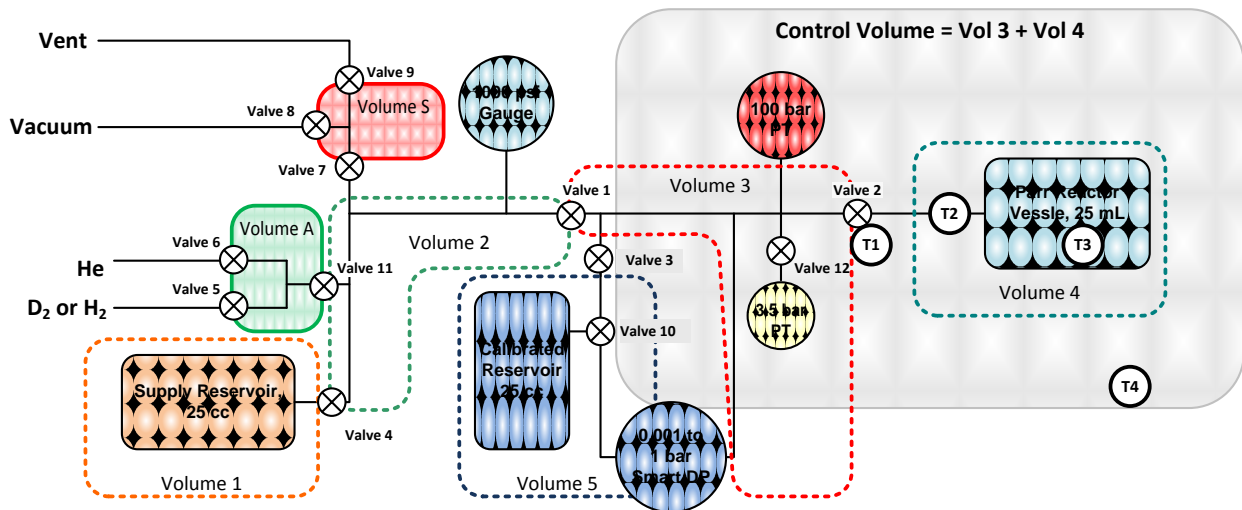 Control Volume = Vol 3 + Vol 4
Vent
Valve 9
Valve 8
Volume S
Vacuum
Valve 7
1000 psi
Gauge
100 bar
PT
Valve 1
Volume 3
Valve 2
T2
Parr Reactor
Vessle, 25 mL
T1
T3
Volume A
Valve 6
Volume 2
Valve 3
Valve 12
He
Valve 11
Valve 5
D₂ or H₂
Volume 4
3.5 bar
PT
Valve 10
Calibrated
Reservoir
25 cc
Supply Reservoir,
25 cc
T4
Valve 4
0.001 to
1 bar
Smart DP
Volume 1
Volume 5